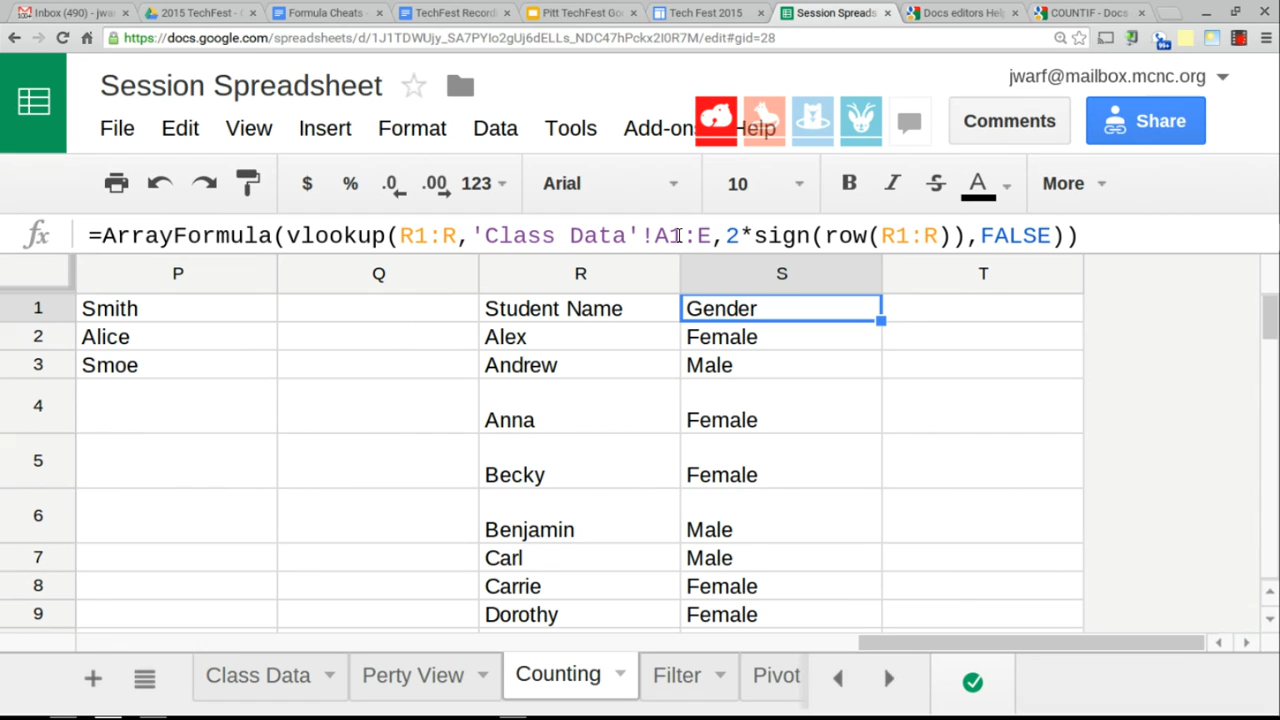 Inbox (490) - jwa
2015 TechFest - G
Formula Cheats -
TechFest Record
Pitt TechFest Go
Tech Fest 2015
Session Spreads
Docs editors Hel
COUNTIF - Docs
https://docs.google.com/spreadsheets/d/1J1TDWUjy_SA7PYIo2gUj6dELLs_NDC47hPckx2I0R7M/edit#gid=28
99+
Session Spreadsheet
jwarf@mailbox.mcnc.org
File Edit View Insert Format Data Tools Add-ons Help
Comments
Share
$ % .0 .00 123 Arial 10 B I S A More
fx =ArrayFormula(vlookup(R1:R,'Class Data'!A1:E,2*sign(row(R1:R)),FALSE))
P Q R S T
1 Smith Student Name Gender
2 Alice Alex Female
3 Smoe Andrew Male
4 Anna Female
5 Becky Female
6 Benjamin Male
7 Carl Male
8 Carrie Female
9 Dorothy Female
+ Class Data Perty View Counting Filter Pivot